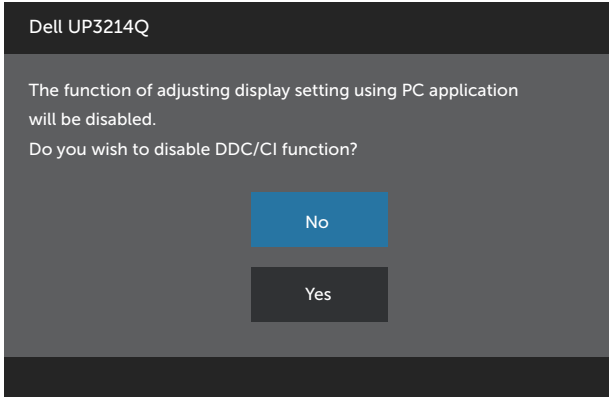 Dell UP3214Q
The function of adjusting display setting using PC application
will be disabled.
Do you wish to disable DDC/CI function?
No
Yes